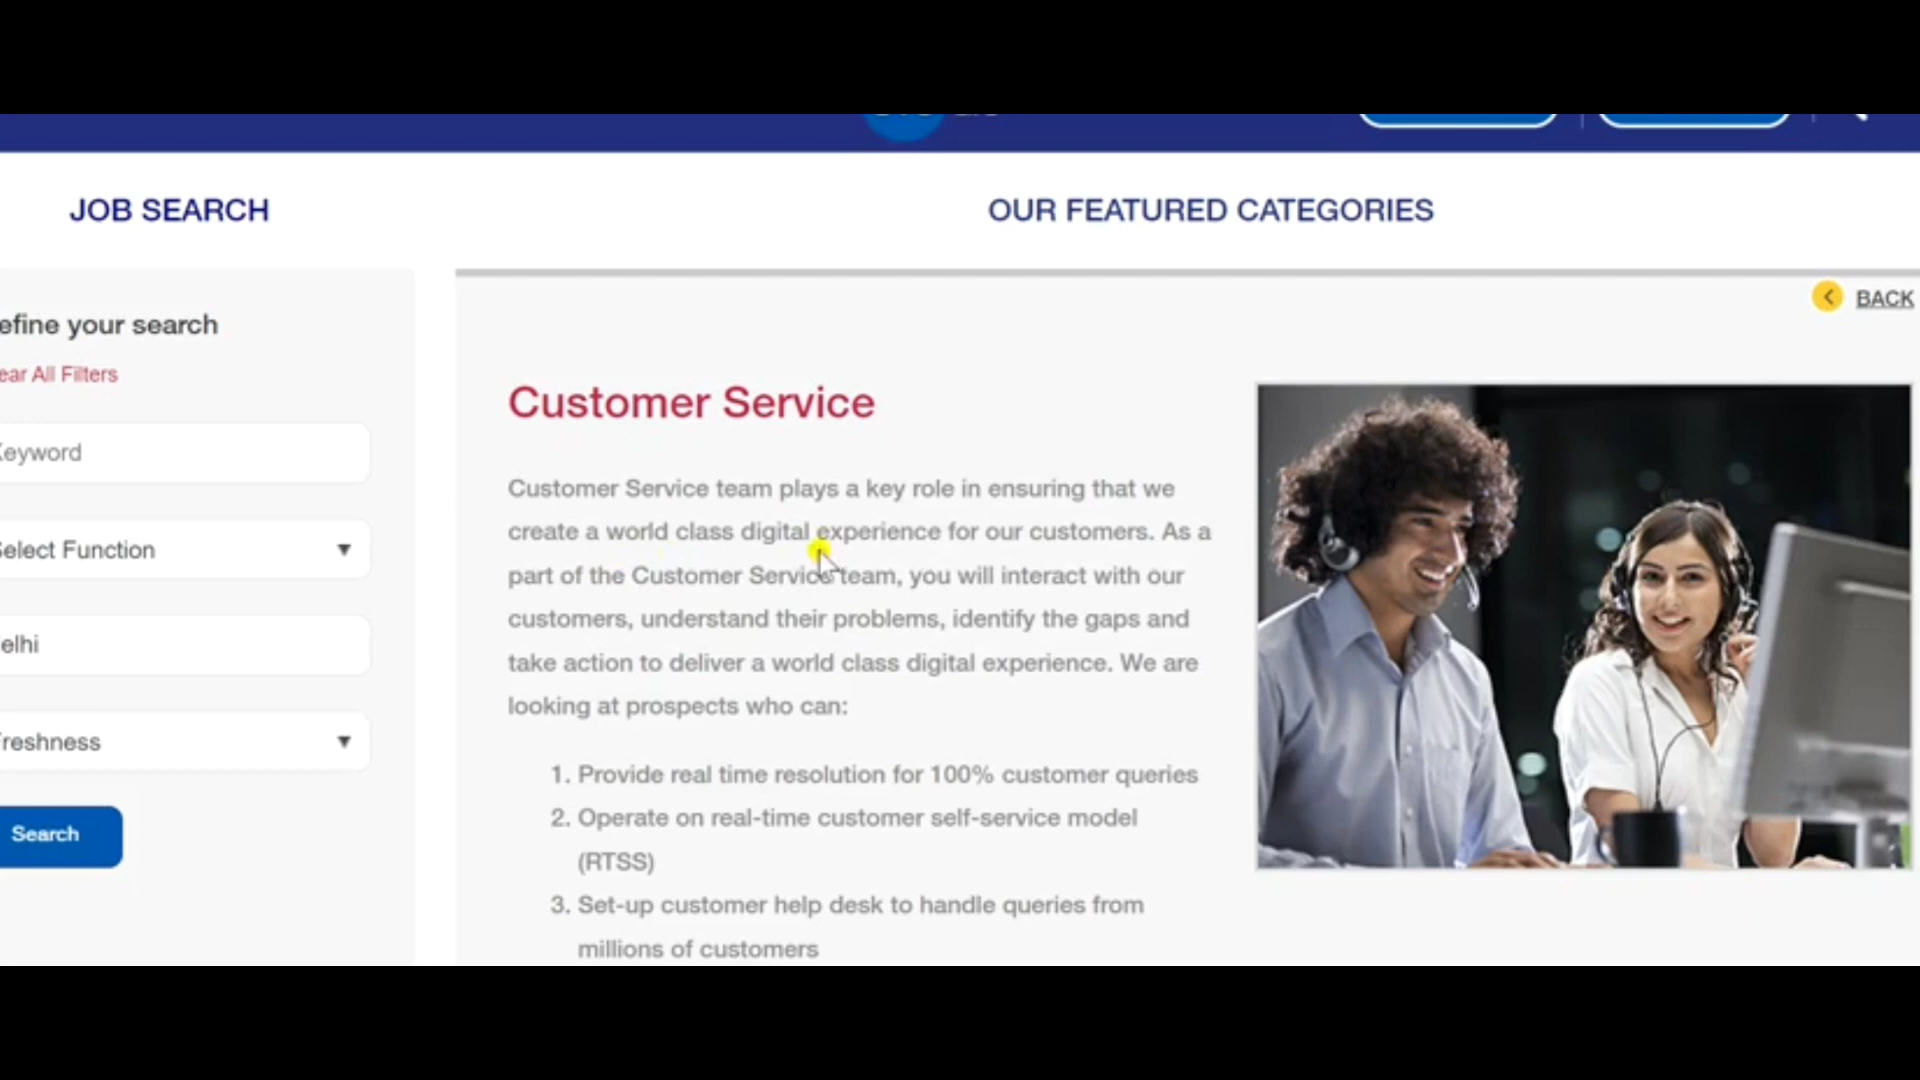 JOB SEARCH
OUR FEATURED CATEGORIES
efine your search
ear All Filters
Keyword
Select Function
elhi
Freshness
Search
BACK
Customer Service
Customer Service team plays a key role in ensuring that we
create a world class digital experience for our customers. As a
part of the Customer Service team, you will interact with our
customers, understand their problems, identify the gaps and
take action to deliver a world class digital experience. We are
looking at prospects who can:
1. Provide real time resolution for 100% customer queries
2. Operate on real-time customer self-service model
(RTSS)
3. Set-up customer help desk to handle queries from
millions of customers